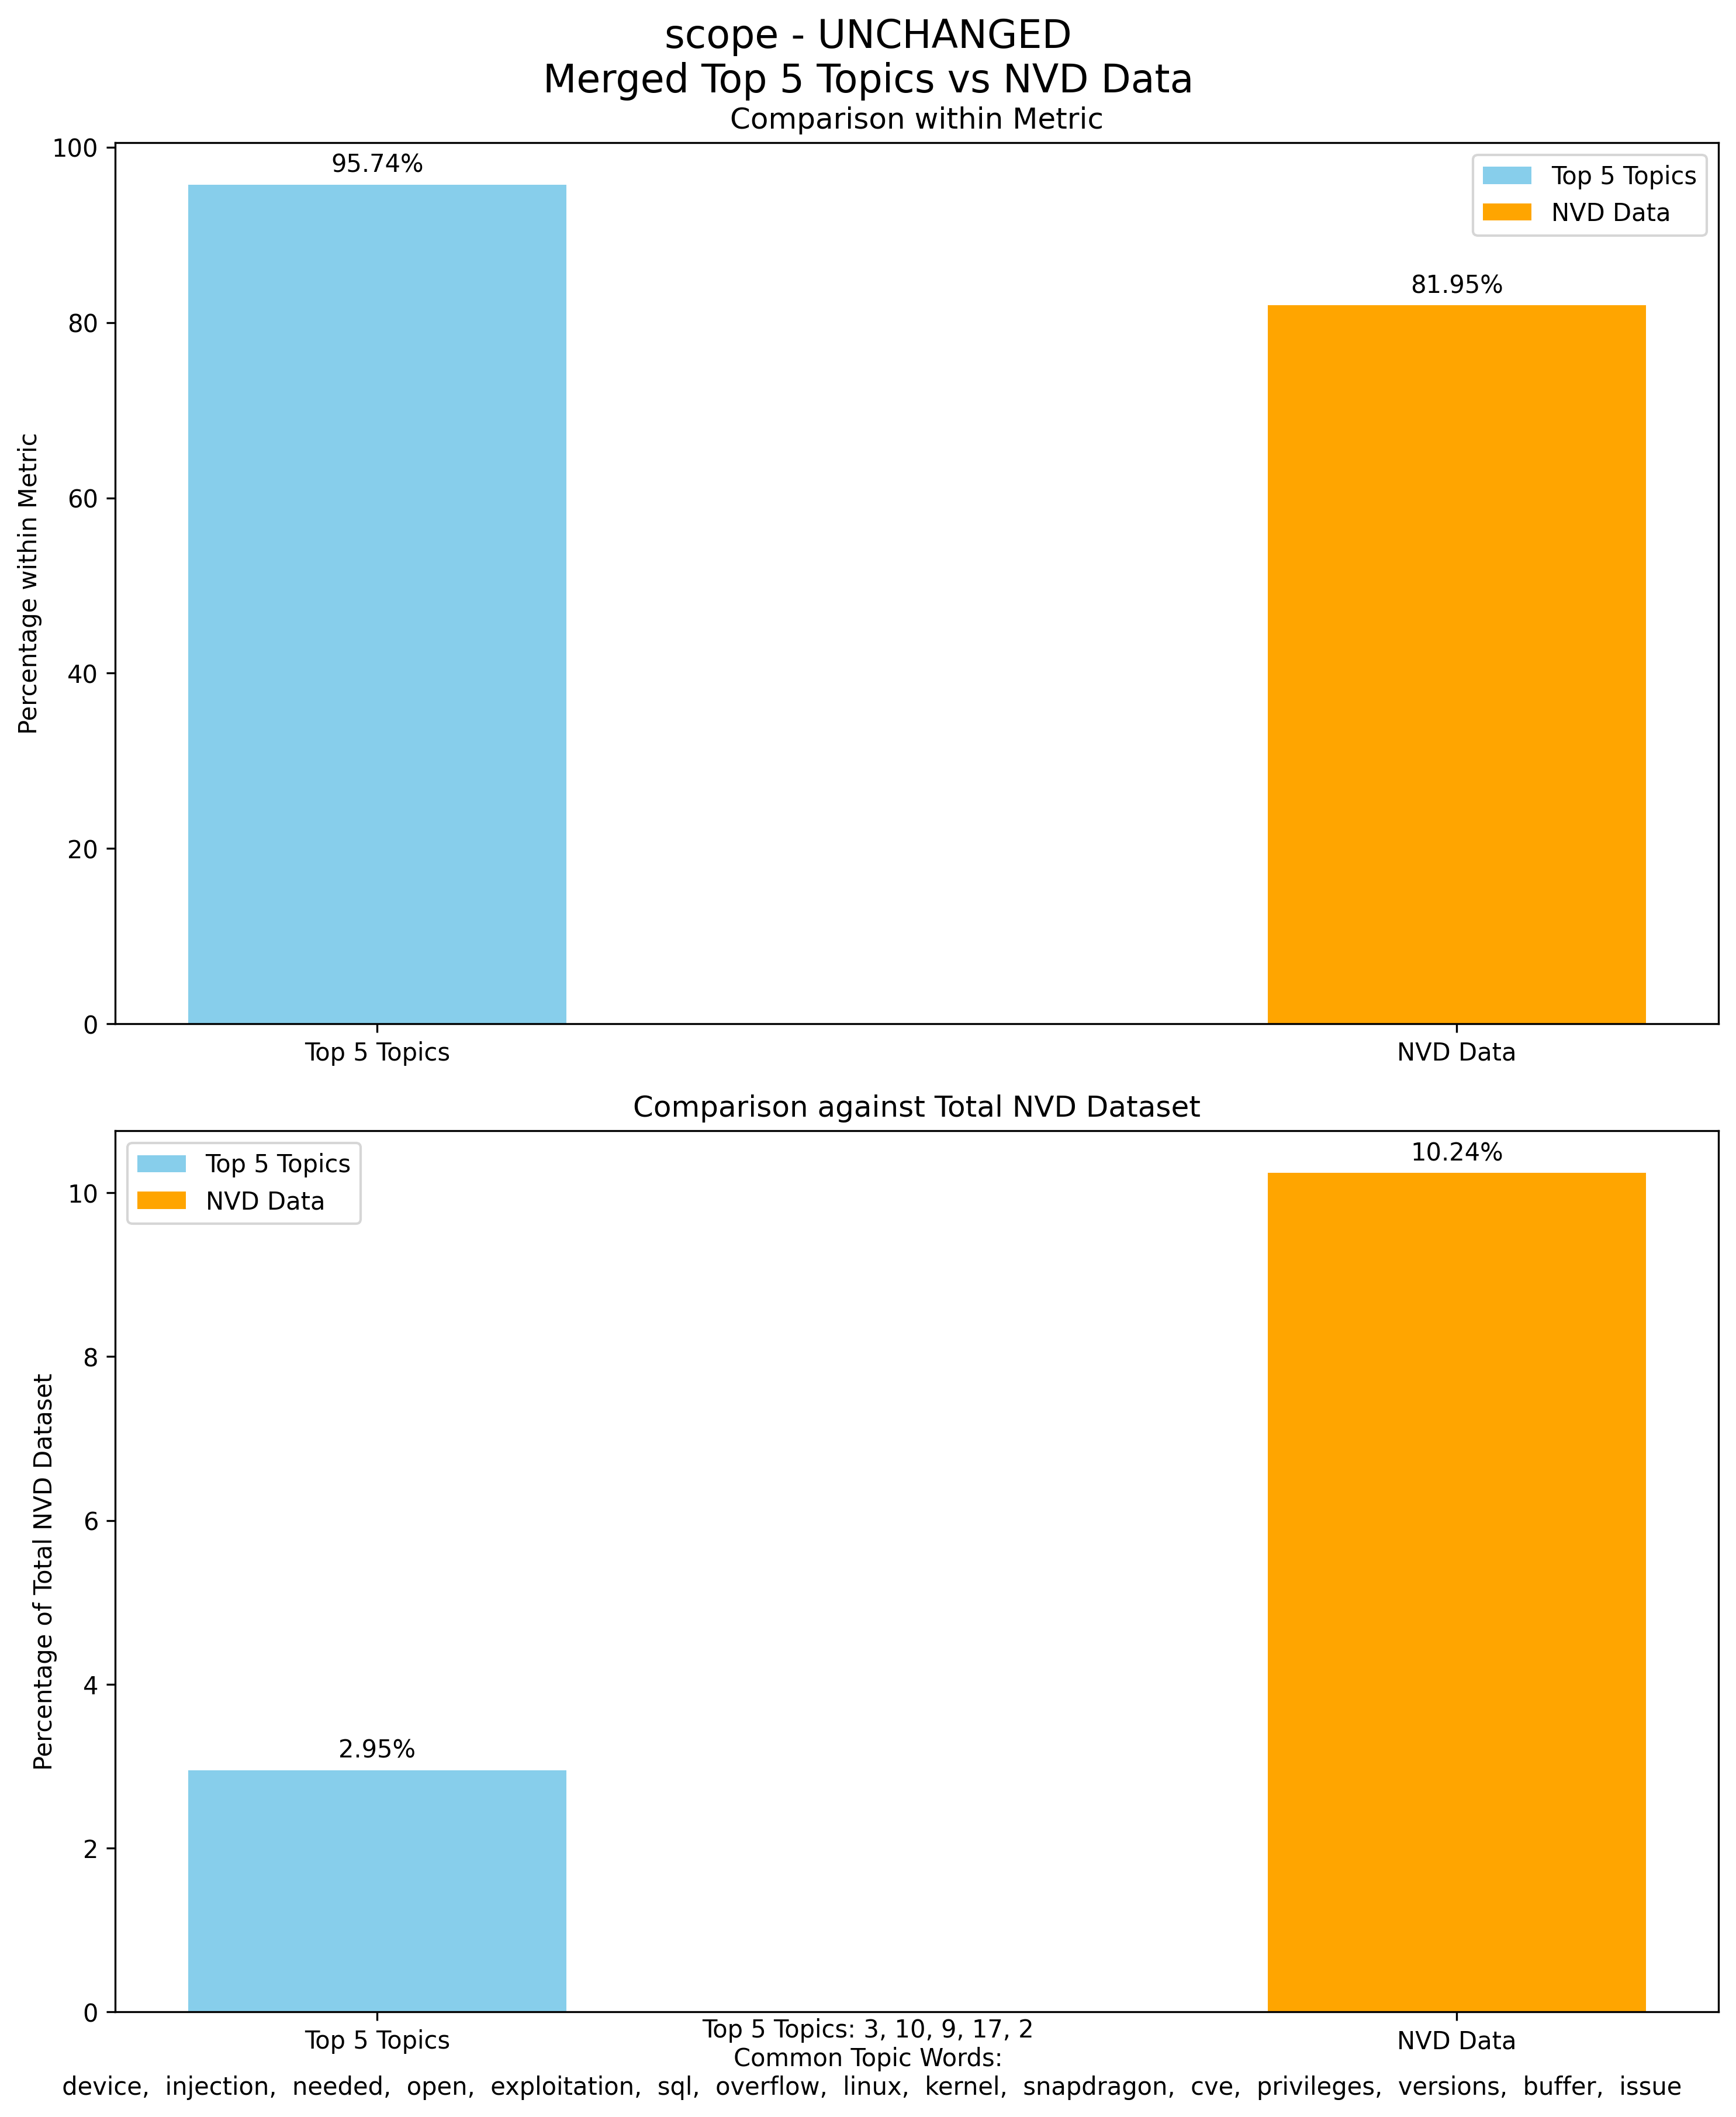 scope - UNCHANGED
Merged Top 5 Topics vs NVD Data
Comparison within Metric
Percentage within Metric
100
80
60
40
20
0
95.74%
81.95%
Top 5 Topics
NVD Data
Top 5 Topics
NVD Data
Comparison against Total NVD Dataset
Percentage of Total NVD Dataset
10
8
6
4
2
0
Top 5 Topics
NVD Data
2.95%
10.24%
Top 5 Topics
NVD Data
Top 5 Topics: 3, 10, 9, 17, 2
Common Topic Words:
device, injection, needed, open, exploitation, sql, overflow, linux, kernel, snapdragon, cve, privileges, versions, buffer, issue